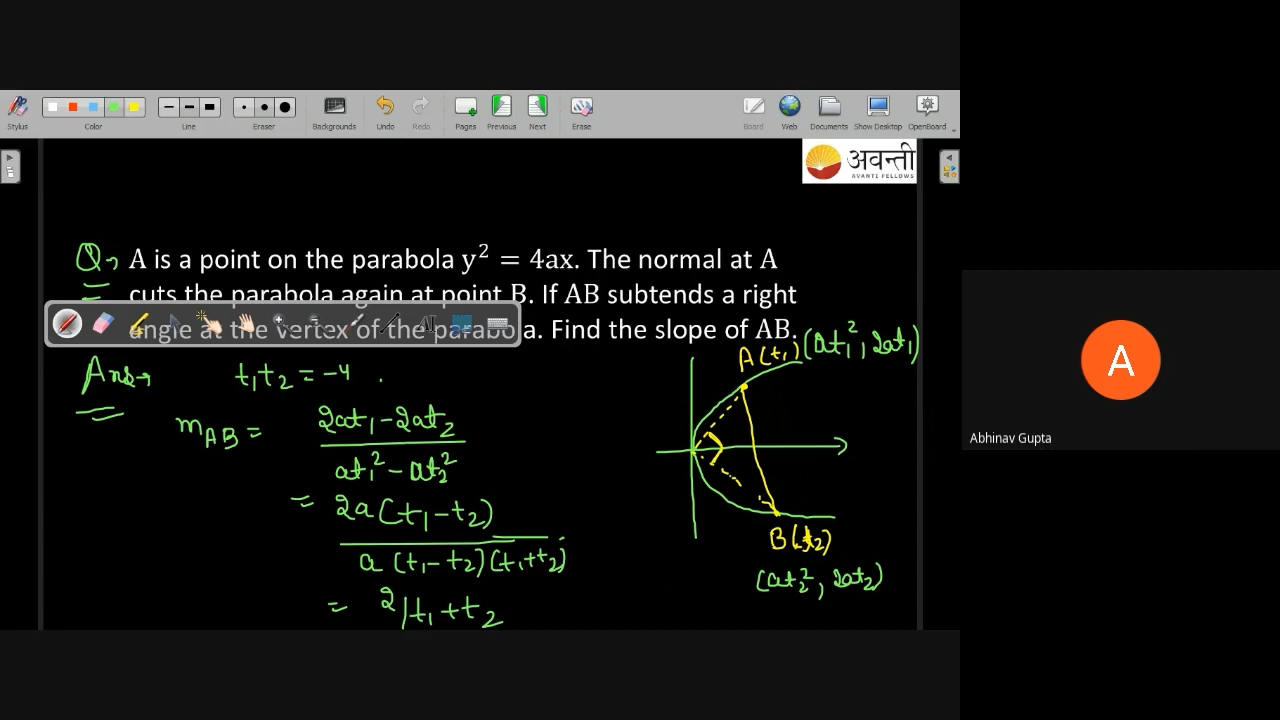 Stylus Color Line Eraser Backgrounds Undo Redo Pages Previous Next Erase Board Web Documents Show Desktop OpenBoard
अवन्ती
AVANTI FELLOWS
Q→ A is a point on the parabola y² = 4ax. The normal at A
cuts the parabola again at point B. If AB subtends a right
angle at the vertex of the parabola. Find the slope of AB.
Ans→ t₁t₂ = -4 .
m_AB = (2at₁ - 2at₂)/(at₁² - at₂²)
= 2a(t₁ - t₂)/a(t₁ - t₂)(t₁ + t₂)
= 2/t₁ + t₂
A(t₁) (at₁², 2at₁)
B(t₂)
(at₂², 2at₂)
A
Abhinav Gupta